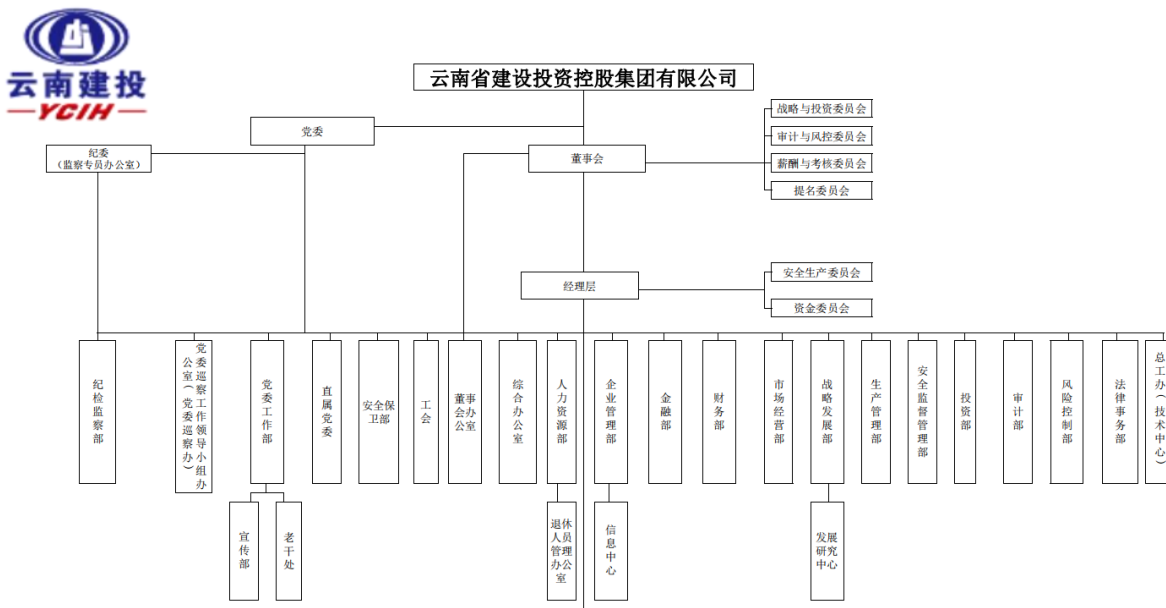 云南建投
YCIH
云南省建设投资控股集团有限公司
党委
纪委
（监察专员办公室）
董事会
战略与投资委员会
审计与风控委员会
薪酬与考核委员会
提名委员会
经理层
安全生产委员会
资金委员会
纪检监察部
党委巡察工作领导小组办
公室（党委巡察办）
党委工作部
直属党委
安全保
卫部
工会
董事
会办
公室
综合办公室
人力资源部
企业管理部
金融部
财务部
市场经营部
战略发展部
生产管理部
安全监督管理部
投资部
审计部
风险控制部
法律事务部
总工办（技术中心）
宣传部
老干处
退休
人员
管理
办公
室
信息中心
发展
研究
中心